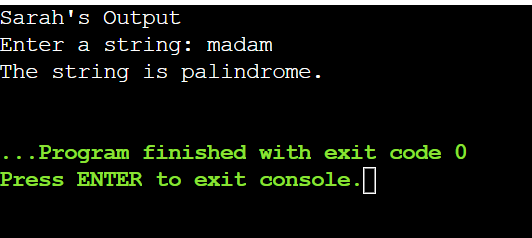 Sarah's Output
Enter a string: madam
The string is palindrome.
...Program finished with exit code 0
Press ENTER to exit console.